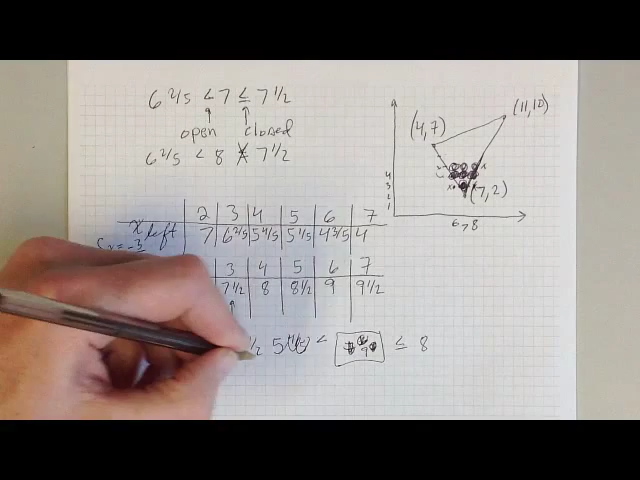 6 2/5 < 7 ≤ 7 1/2
open closed
6 2/5 < 8 ≤ 7 1/2
(11,10)
(4,7)
(7,2)
4
3
2
1
6 7 8
2 3 4 5 6 7
x left 7 6 2/5 5 4/5 5 1/5 4 3/5 4
3 4 5 6 7
7 1/2 8 8 1/2 9 9 1/2
< ≤ 8